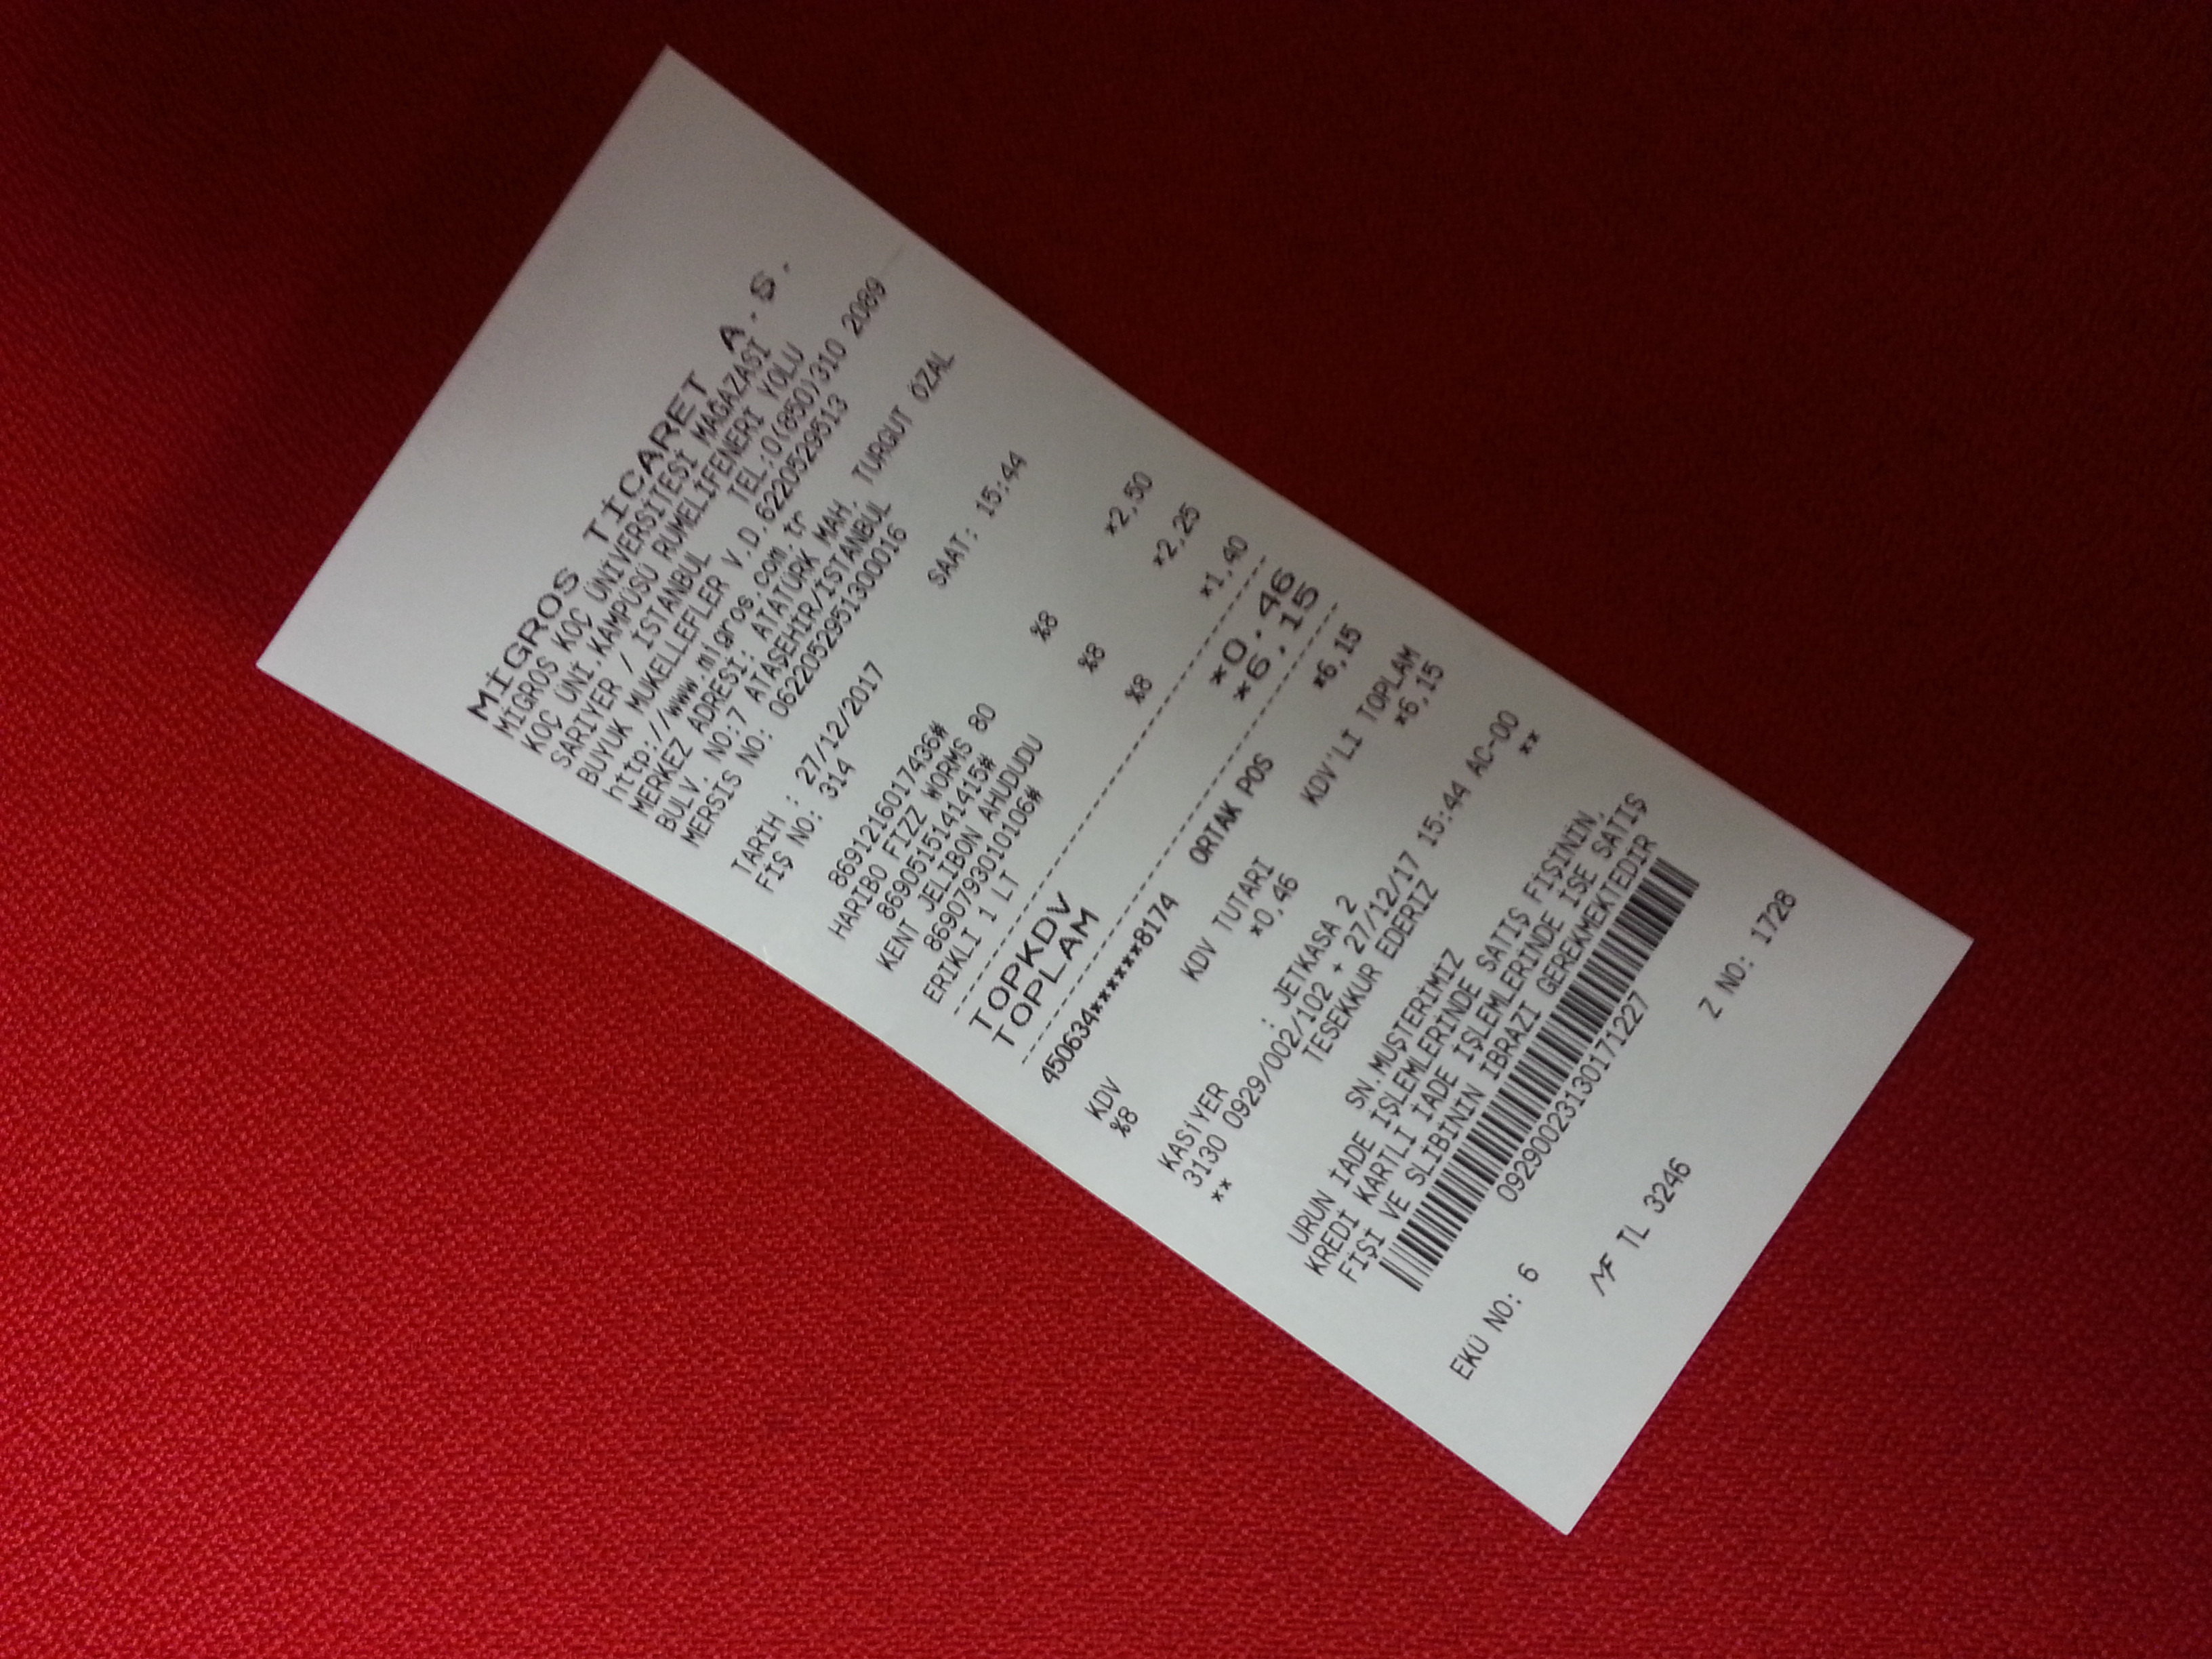 MİGROS TİCARET A.Ş.
MİGROS KOÇ ÜNİVERSİTESİ MAĞAZASI
KOÇ ÜNİ.KAMPÜSÜ RUMELİFENERİ YOLU
SARIYER / İSTANBUL TEL:0(850)310 2089
BUYUK MUKELLEFLER V.D.6220529513
http://www.migros.com.tr
MERKEZ ADRESİ: ATATÜRK MAH. TURGUT ÖZAL
BULV. NO:7 ATAŞEHİR/İSTANBUL
MERSİS NO: 0622052951300016
TARİH : 27/12/2017 SAAT: 15:44
FİŞ NO: 314
8691216017436#
HARIBO FIZZ WORMS 80 %8 *2,50
8690515141415#
KENT JELIBON AHUDUDU %8 *2,25
8690793010106#
ERIKLI 1 LT %8 *1,40
TOPKDV *0.46
TOPLAM *6.15
450634******8174 ORTAK POS *6,15
KDV KDV TUTARI KDV'LI TOPLAM
%8 *0,46 *6,15
KASİYER : JETKASA 2
3130 0929/002/102 + 27/12/17 15:44 AC-00
** TESEKKUR EDERIZ **
SN.MUŞTERİMİZ
URUN İADE İŞLEMLERİNDE SATIŞ FİŞİNİN,
KREDİ KARTLI İADE İŞLEMLERİNDE İSE SATIŞ
FİŞİ VE SLİBİNİN İBRAZI GEREKMEKTEDIR
09290023130171227
EKÜ NO: 6 Z NO: 1728
MF TL 3246